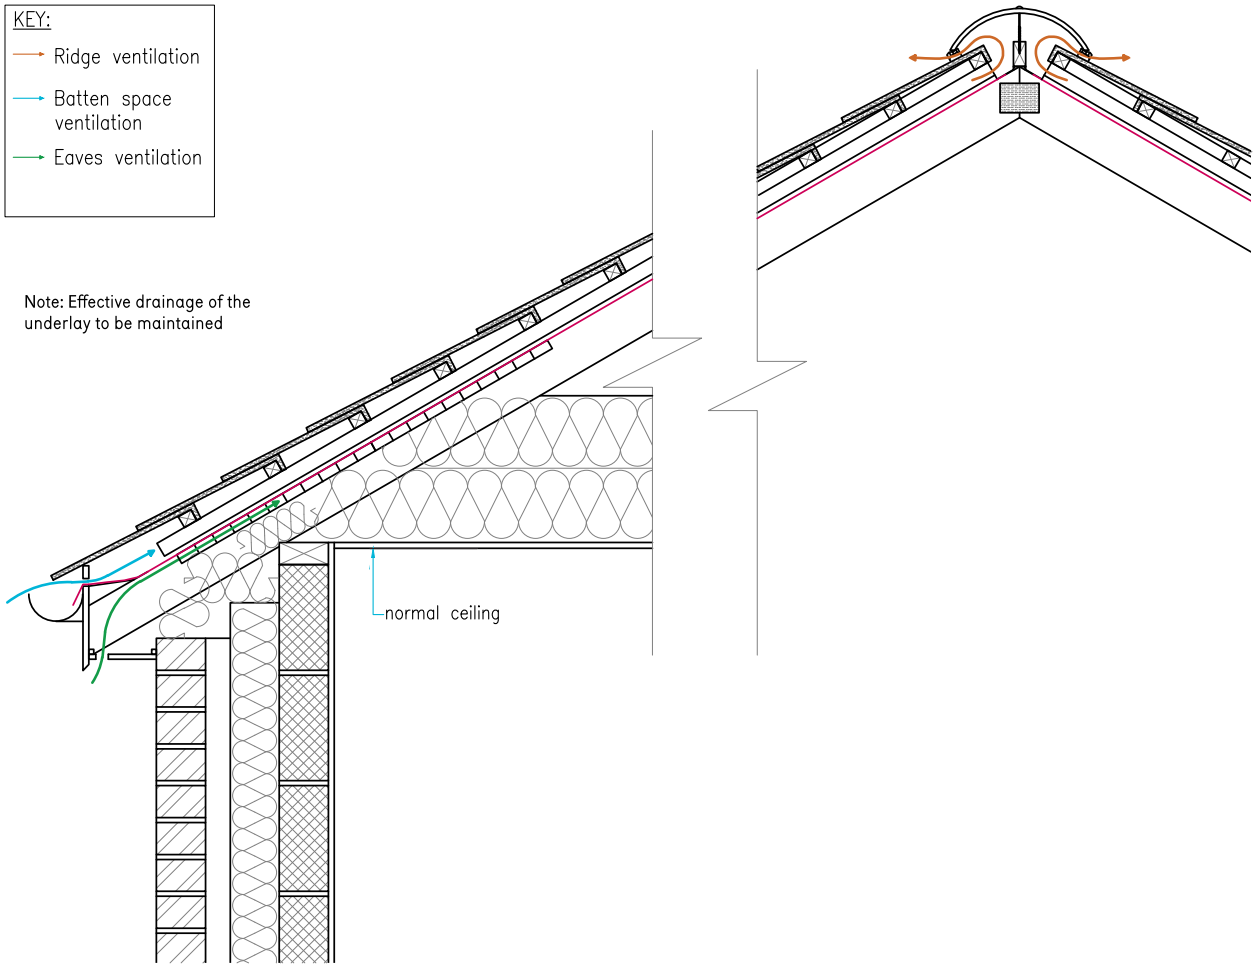 KEY:
Ridge ventilation
Batten space
ventilation
Eaves ventilation
Note: Effective drainage of the
underlay to be maintained
normal ceiling